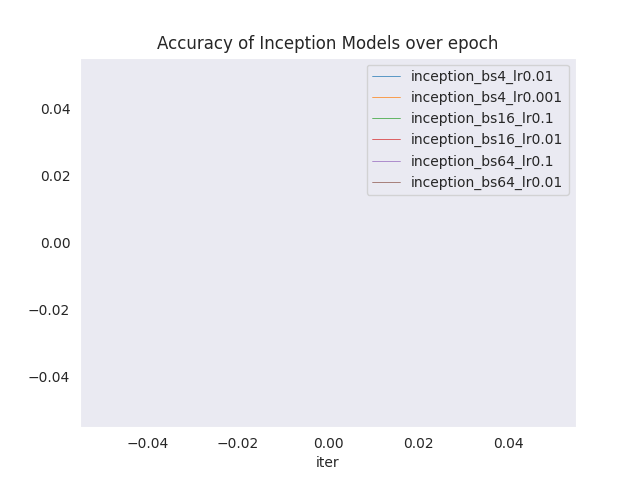 Accuracy of Inception Models over epoch
inception_bs4_lr0.01
inception_bs4_lr0.001
inception_bs16_lr0.1
inception_bs16_lr0.01
inception_bs64_lr0.1
inception_bs64_lr0.01
0.04
0.02
0.00
−0.02
−0.04
−0.04 −0.02 0.00 0.02 0.04
iter